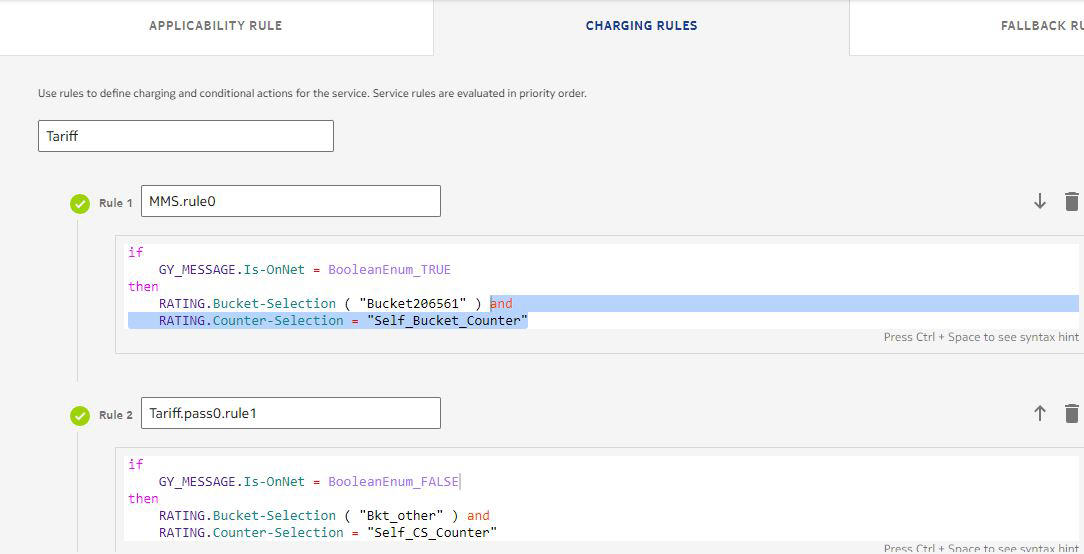 APPLICABILITY RULE
CHARGING RULES
FALLBACK RU
Use rules to define charging and conditional actions for the service. Service rules are evaluated in priority order.
Tariff
Rule 1
MMS.rule0
if
GY_MESSAGE.Is-OnNet = BooleanEnum_TRUE
then
RATING.Bucket-Selection ( "Bucket206561" ) and
RATING.Counter-Selection = "Self_Bucket_Counter"
Press Ctrl + Space to see syntax hint
Rule 2
Tariff.pass0.rule1
if
GY_MESSAGE.Is-OnNet = BooleanEnum_FALSE
then
RATING.Bucket-Selection ( "Bkt_other" ) and
RATING.Counter-Selection = "Self_CS_Counter"
Press Ctrl + Space to see syntax hint